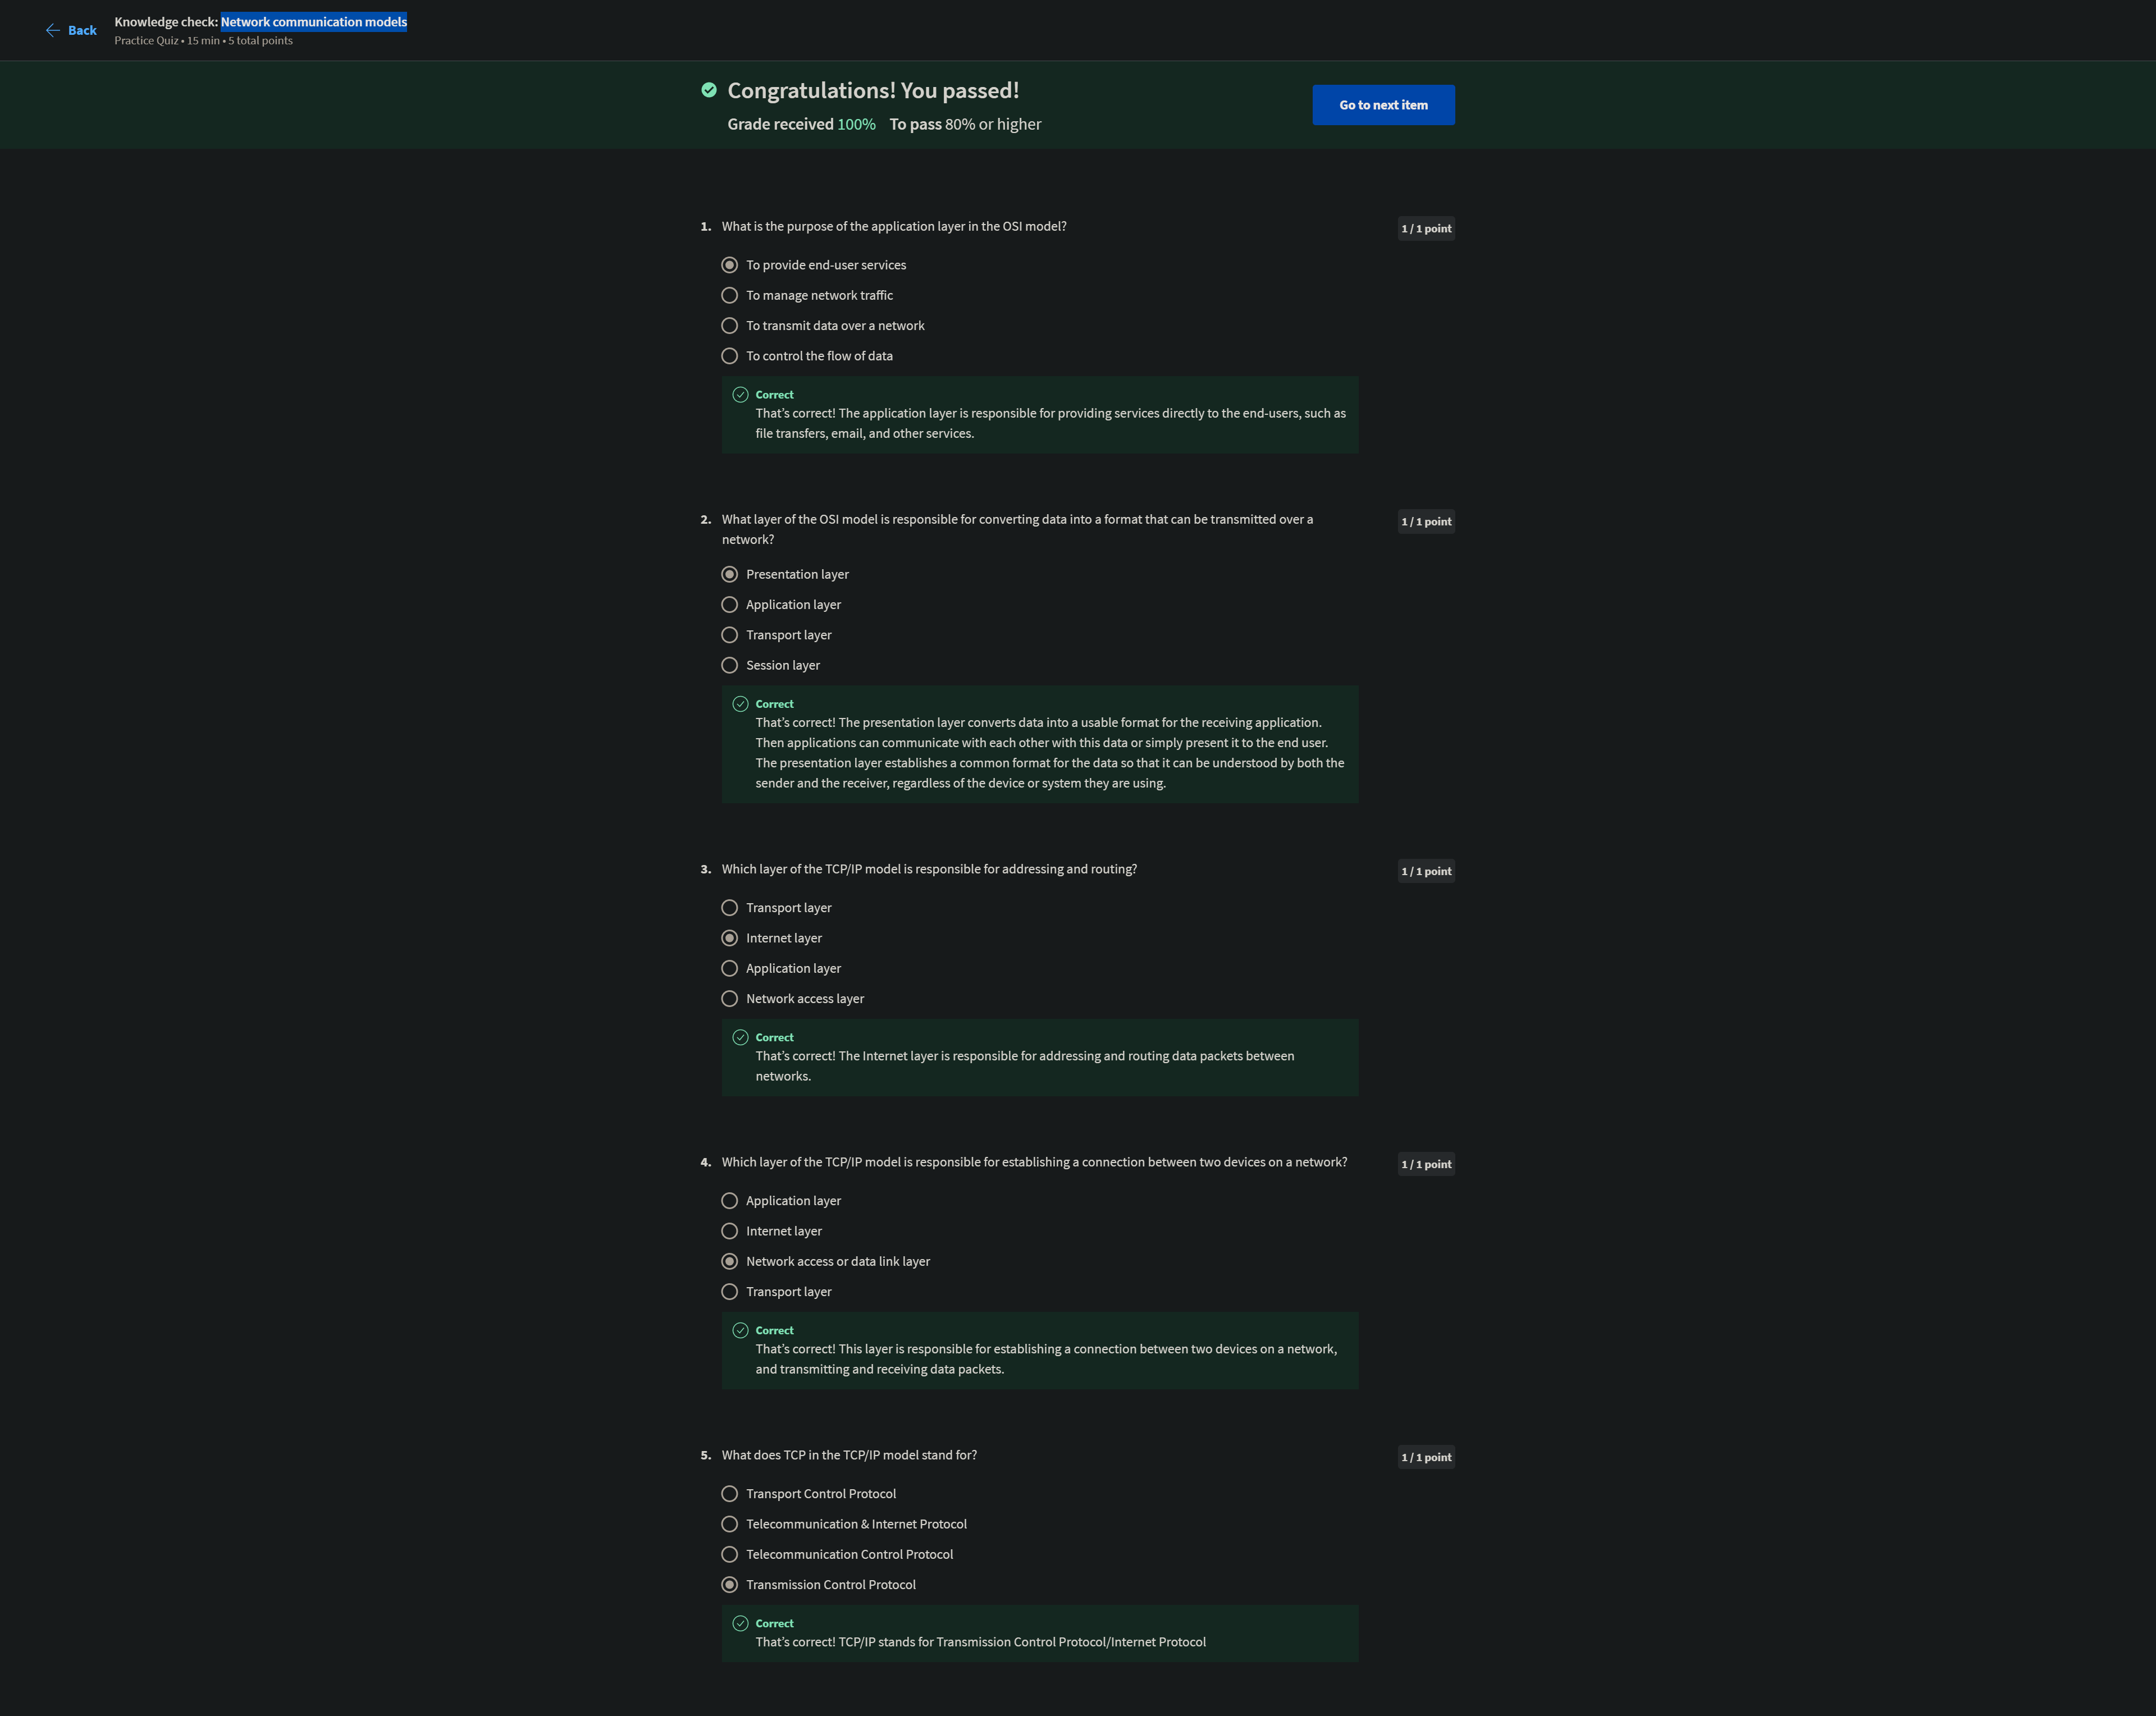 Back
Knowledge check: Network communication models
Practice Quiz • 15 min • 5 total points
Congratulations! You passed!
Grade received 100% To pass 80% or higher
Go to next item
1. What is the purpose of the application layer in the OSI model?
1 / 1 point
To provide end-user services
To manage network traffic
To transmit data over a network
To control the flow of data
Correct
That’s correct! The application layer is responsible for providing services directly to the end-users, such as
file transfers, email, and other services.
2. What layer of the OSI model is responsible for converting data into a format that can be transmitted over a
network?
1 / 1 point
Presentation layer
Application layer
Transport layer
Session layer
Correct
That’s correct! The presentation layer converts data into a usable format for the receiving application.
Then applications can communicate with each other with this data or simply present it to the end user.
The presentation layer establishes a common format for the data so that it can be understood by both the
sender and the receiver, regardless of the device or system they are using.
3. Which layer of the TCP/IP model is responsible for addressing and routing?
1 / 1 point
Transport layer
Internet layer
Application layer
Network access layer
Correct
That’s correct! The Internet layer is responsible for addressing and routing data packets between
networks.
4. Which layer of the TCP/IP model is responsible for establishing a connection between two devices on a network?
1 / 1 point
Application layer
Internet layer
Network access or data link layer
Transport layer
Correct
That’s correct! This layer is responsible for establishing a connection between two devices on a network,
and transmitting and receiving data packets.
5. What does TCP in the TCP/IP model stand for?
1 / 1 point
Transport Control Protocol
Telecommunication & Internet Protocol
Telecommunication Control Protocol
Transmission Control Protocol
Correct
That’s correct! TCP/IP stands for Transmission Control Protocol/Internet Protocol